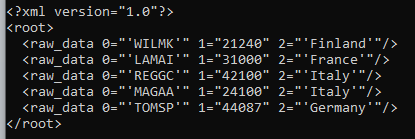 <?xml version="1.0"?>
<root>
  <raw_data 0="'WILMK'" 1="21240" 2="'Finland'"/>
  <raw_data 0="'LAMAI'" 1="31000" 2="'France'"/>
  <raw_data 0="'REGGC'" 1="42100" 2="'Italy'"/>
  <raw_data 0="'MAGAA'" 1="24100" 2="'Italy'"/>
  <raw_data 0="'TOMSP'" 1="44087" 2="'Germany'"/>
</root>